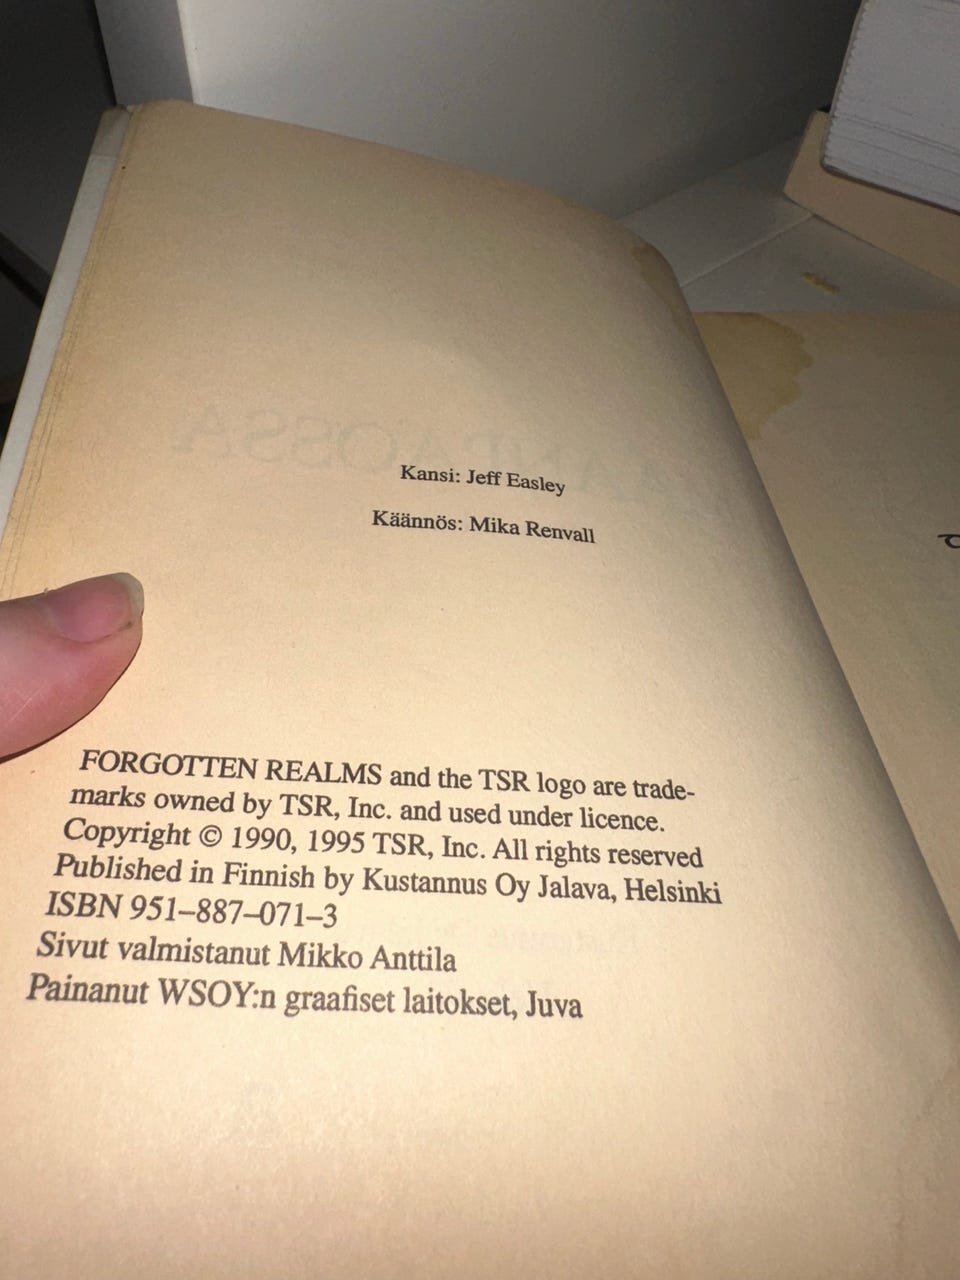 Kansi: Jeff Easley
Käännös: Mika Renvall
FORGOTTEN REALMS and the TSR logo are trade-
marks owned by TSR, Inc. and used under licence.
Copyright © 1990, 1995 TSR, Inc. All rights reserved
Published in Finnish by Kustannus Oy Jalava, Helsinki
ISBN 951–887–071–3
Sivut valmistanut Mikko Anttila
Painanut WSOY:n graafiset laitokset, Juva